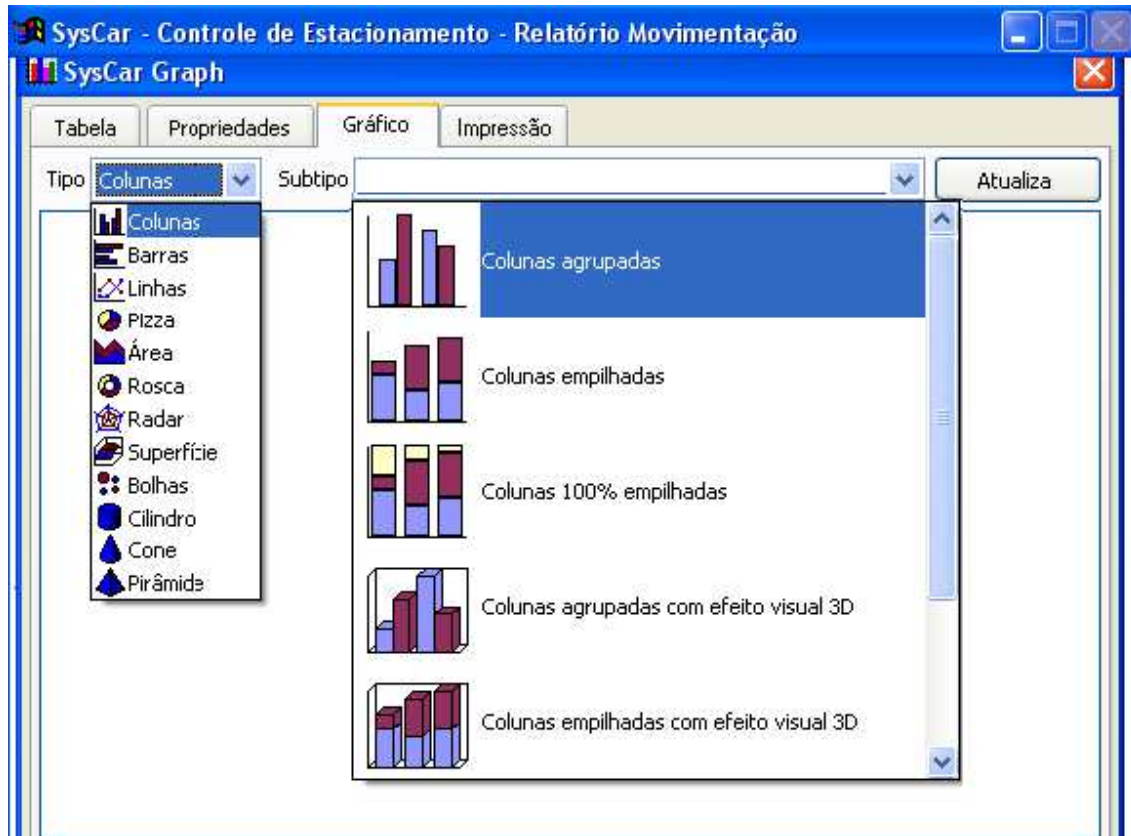 SysCar - Controle de Estacionamento - Relatório Movimentação
SysCar Graph
Tabela Propriedades Gráfico Impressão
Tipo Colunas Subtipo Atualiza
Colunas
Barras
Linhas
Pizza
Área
Rosca
Radar
Superfície
Bolhas
Cilindro
Cone
Pirâmide
Colunas agrupadas
Colunas empilhadas
Colunas 100% empilhadas
Colunas agrupadas com efeito visual 3D
Colunas empilhadas com efeito visual 3D